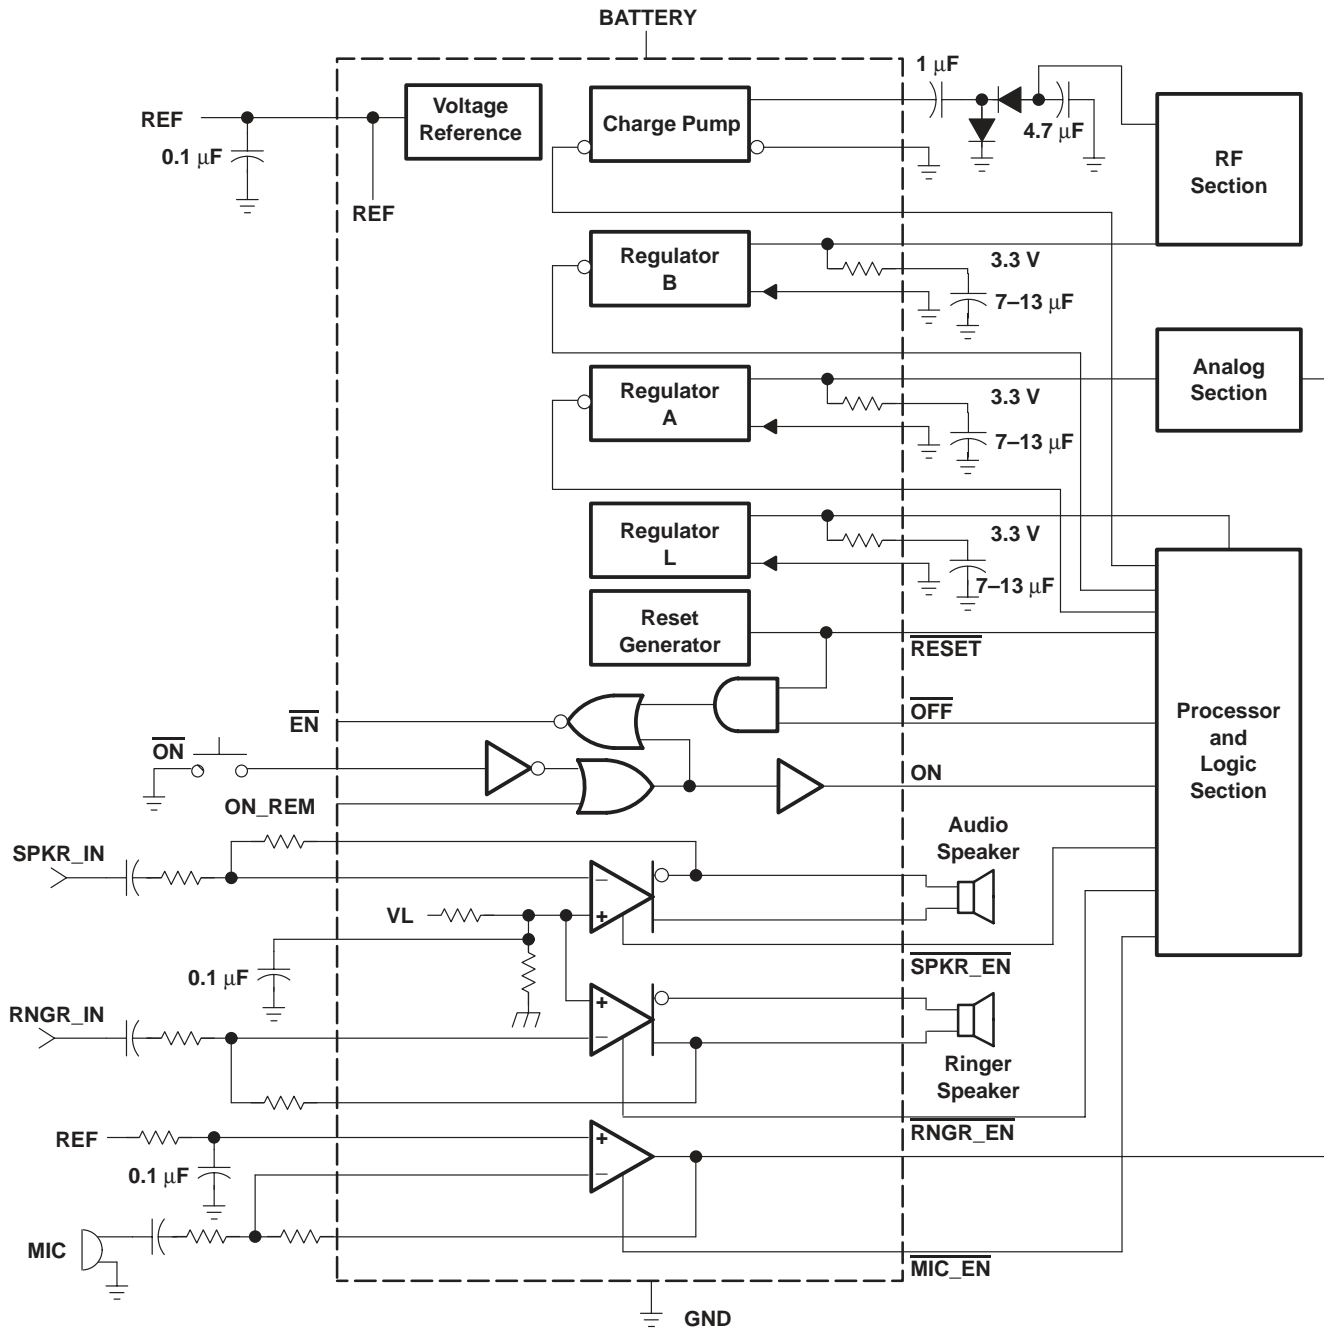 BATTERY
REF
0.1 μF
Voltage
Reference
REF
Charge Pump
1 μF
4.7 μF
RF
Section
Regulator
B
3.3 V
7–13 μF
Regulator
A
3.3 V
7–13 μF
Analog
Section
Regulator
L
3.3 V
7–13 μF
Reset
Generator
RESET
EN
OFF
ON
ON_REM
ON
Processor
and
Logic
Section
SPKR_IN
Audio
Speaker
VL
0.1 μF
SPKR_EN
RNGR_IN
Ringer
Speaker
RNGR_EN
REF
0.1 μF
MIC
MIC_EN
GND